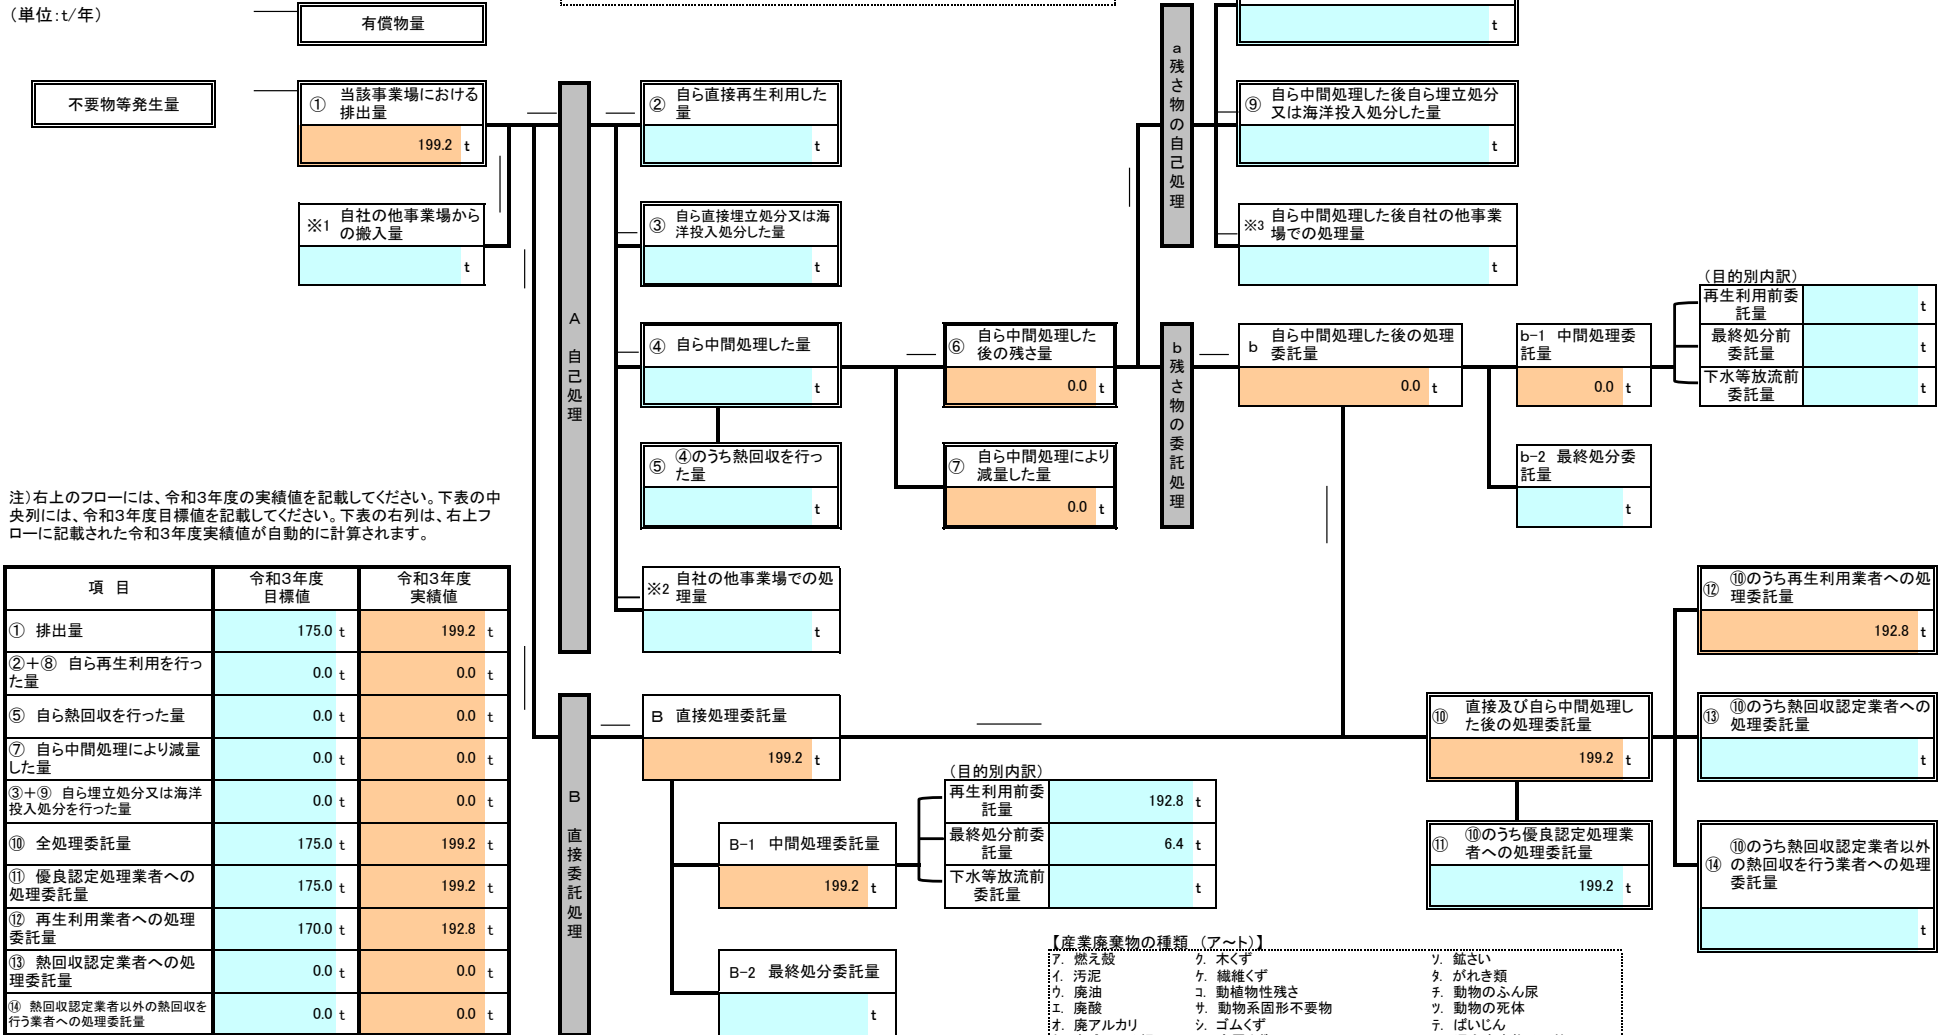 (単位:t/年)
有償物量
t
不要物等発生量
① 当該事業場における
排出量
199.2 t
※1 自社の他事業場から
の搬入量
t
A 自己処理
② 自ら直接再生利用した
量
t
③ 自ら直接埋立処分又は海
洋投入処分した量
t
④ 自ら中間処理した量
t
⑤ ④のうち熱回収を行っ
た量
t
※2 自社の他事業場での処
理量
t
⑥ 自ら中間処理した
後の残さ量
0.0 t
⑦ 自ら中間処理により
減量した量
0.0 t
a 残さ物の自己処理
⑨ 自ら中間処理した後自ら埋立処分
又は海洋投入処分した量
t
※3 自ら中間処理した後自社の他事業
場での処理量
t
b 残さ物の委託処理
b 自ら中間処理した後の処理
委託量
0.0 t
b-1 中間処理委
託量
0.0 t
b-2 最終処分委
託量
t
(目的別内訳)
再生利用前委
託量
t
最終処分前
委託量
t
下水等放流前
委託量
t
注)右上のフローには、令和3年度の実績値を記載してください。下表の中
央列には、令和3年度目標値を記載してください。下表の右列は、右上フ
ローに記載された令和3年度実績値が自動的に計算されます。
項 目
令和3年度
目標値
令和3年度
実績値
① 排出量 175.0 t 199.2 t
②+⑧ 自ら再生利用を行っ
た量 0.0 t 0.0 t
⑤ 自ら熱回収を行った量 0.0 t 0.0 t
⑦ 自ら中間処理により減量
した量 0.0 t 0.0 t
③+⑨ 自ら埋立処分又は海洋
投入処分を行った量 0.0 t 0.0 t
⑩ 全処理委託量 175.0 t 199.2 t
⑪ 優良認定処理業者への
処理委託量 175.0 t 199.2 t
⑫ 再生利用業者への処理
委託量 170.0 t 192.8 t
⑬ 熱回収認定業者への処
理委託量 0.0 t 0.0 t
⑭ 熱回収認定業者以外の熱回収を
行う業者への処理委託量 0.0 t 0.0 t
B 直接委託処理
B 直接処理委託量
199.2 t
B-1 中間処理委託量
199.2 t
B-2 最終処分委託量
t
(目的別内訳)
再生利用前委
託量
192.8 t
最終処分前委
託量
6.4 t
下水等放流前
委託量
t
⑩ 直接及び自ら中間処理し
た後の処理委託量
199.2 t
⑪ ⑩のうち優良認定処理業
者への処理委託量
199.2 t
⑫ ⑩のうち再生利用業者への処
理委託量
192.8 t
⑬ ⑩のうち熱回収認定業者への
処理委託量
t
⑭ ⑩のうち熱回収認定業者以外
の熱回収を行う業者への処理
委託量
t
【産業廃棄物の種類 (ア~ト)】
ア. 燃え殻 ク. 木くず ソ. 鉱さい
イ. 汚泥 ケ. 繊維くず タ. がれき類
ウ. 廃油 コ. 動植物性残さ チ. 動物のふん尿
エ. 廃酸 サ. 動物系固形不要物 ツ. 動物の死体
オ. 廃アルカリ シ. ゴムくず テ. ばいじん